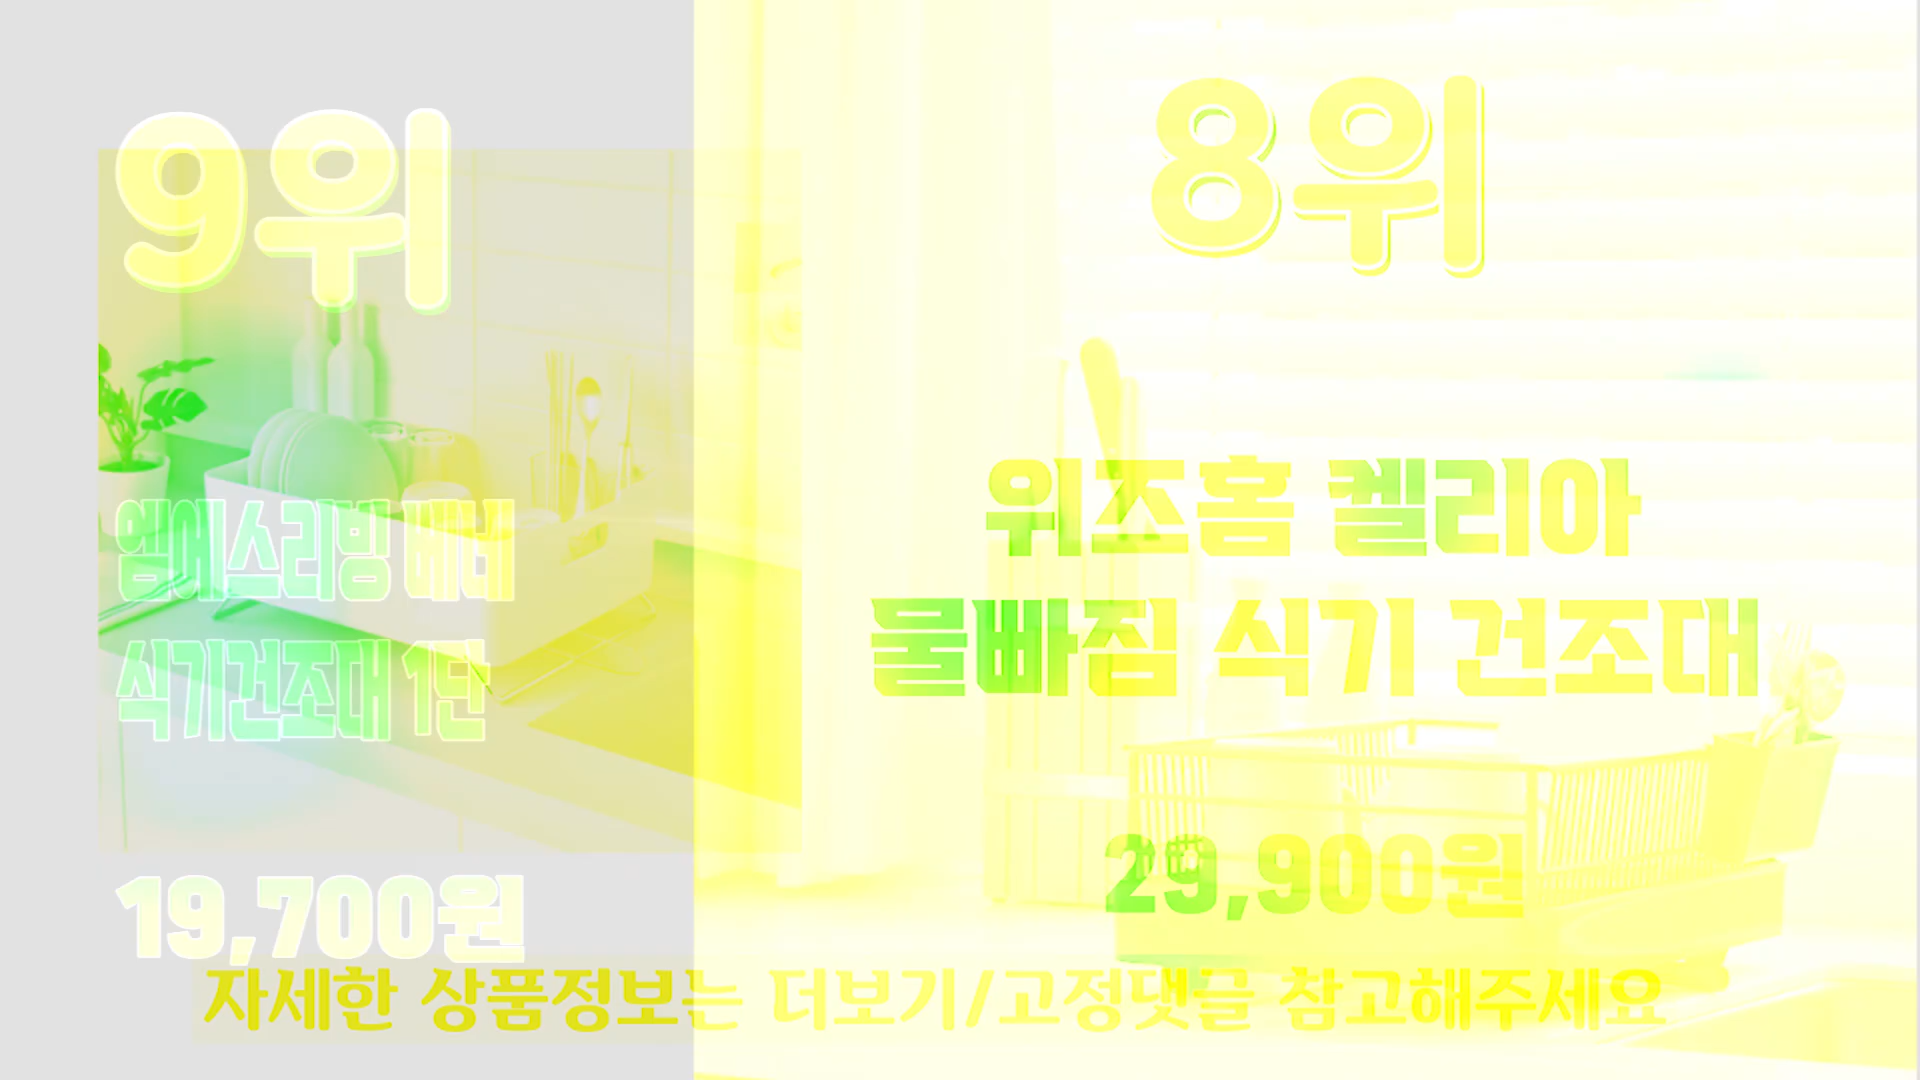 9위
엠에스리빙 베네
식기건조대 1단
19,700원
8위
위즈홈 켈리아
물빠짐 식기 건조대
29,900원
자세한 상품정보는 더보기/고정댓글 참고해주세요